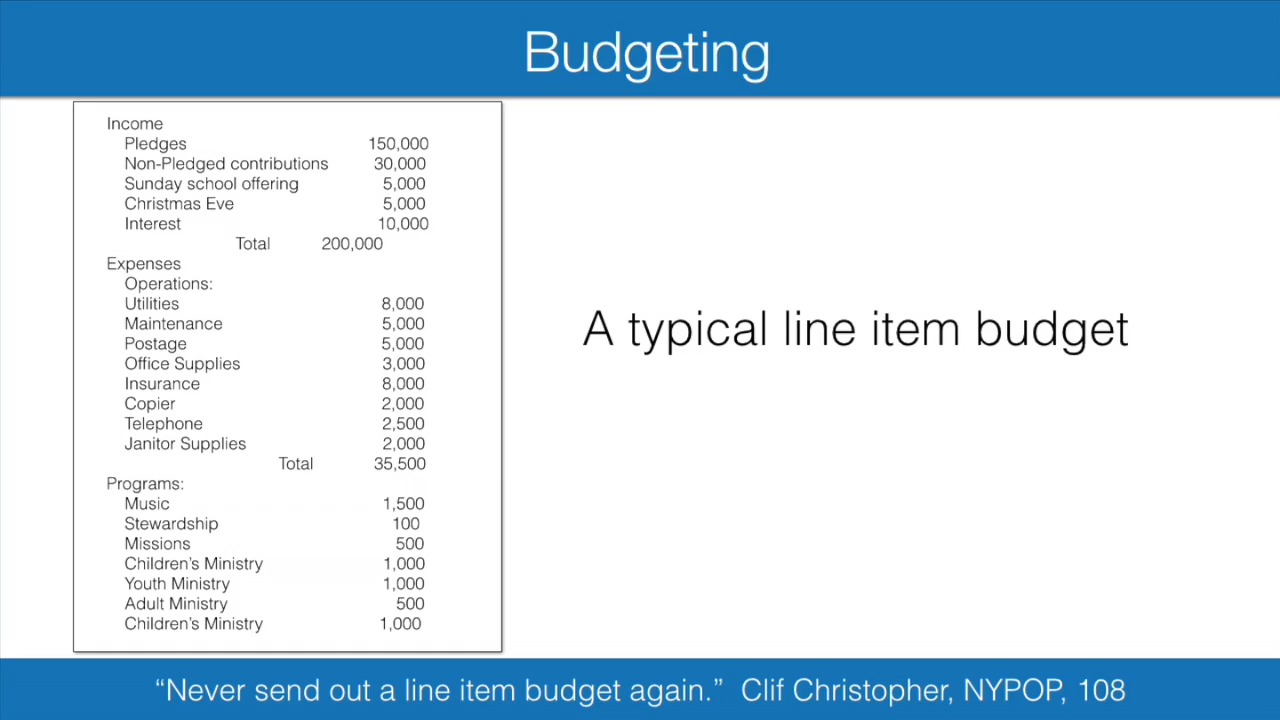 Budgeting
Income
Pledges 150,000
Non-Pledged contributions 30,000
Sunday school offering 5,000
Christmas Eve 5,000
Interest 10,000
Total 200,000
Expenses
Operations:
Utilities 8,000
Maintenance 5,000
Postage 5,000
Office Supplies 3,000
Insurance 8,000
Copier 2,000
Telephone 2,500
Janitor Supplies 2,000
Total 35,500
Programs:
Music 1,500
Stewardship 100
Missions 500
Children's Ministry 1,000
Youth Ministry 1,000
Adult Ministry 500
Children's Ministry 1,000
A typical line item budget
“Never send out a line item budget again.” Clif Christopher, NYPOP, 108